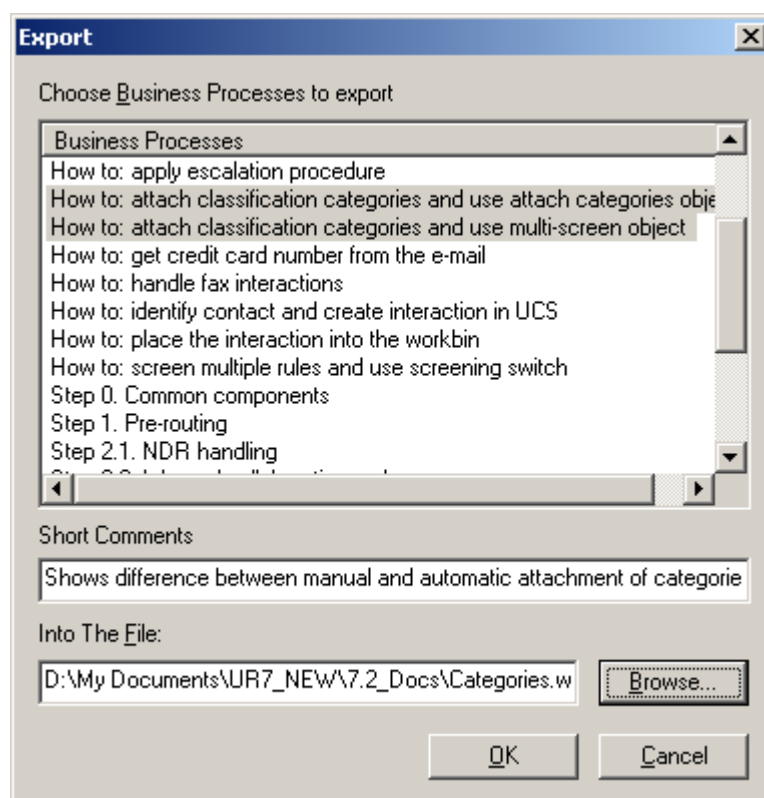 Export
Choose Business Processes to export
Business Processes
How to: apply escalation procedure
How to: attach classification categories and use attach categories obje
How to: attach classification categories and use multi-screen object
How to: get credit card number from the e-mail
How to: handle fax interactions
How to: identify contact and create interaction in UCS
How to: place the interaction into the workbin
How to: screen multiple rules and use screening switch
Step 0. Common components
Step 1. Pre-routing
Step 2.1. NDR handling
Short Comments
Shows difference between manual and automatic attachment of categorie
Into The File:
D:\My Documents\UR7_NEW\7.2_Docs\Categories.w
Browse...
OK
Cancel